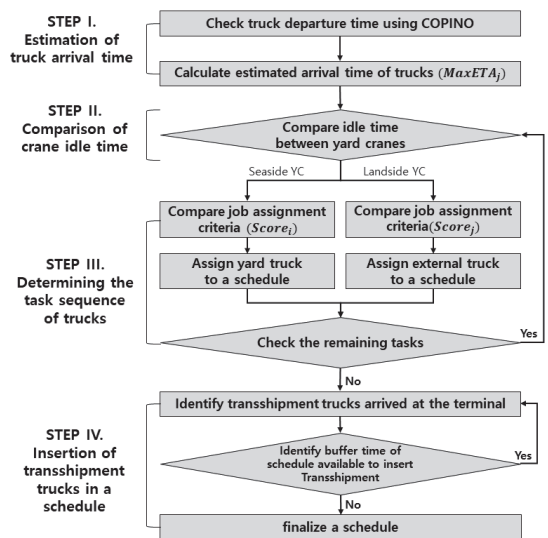 STEP I.
Estimation of
truck arrival time
Check truck departure time using COPINO
Calculate estimated arrival time of trucks (MaxETAj)
STEP II.
Comparison of
crane idle time
Compare idle time
between yard cranes
Seaside YC
Landside YC
STEP III.
Determining the
task sequence
of trucks
Compare job assignment
criteria (Scorei)
Compare job assignment
criteria(Scorej)
Assign yard truck
to a schedule
Assign external truck
to a schedule
Check the remaining tasks
Yes
No
STEP IV.
Insertion of
transshipment
trucks in a
schedule
Identify transshipment trucks arrived at the terminal
Identify buffer time of
schedule available to insert
Transshipment
Yes
No
finalize a schedule